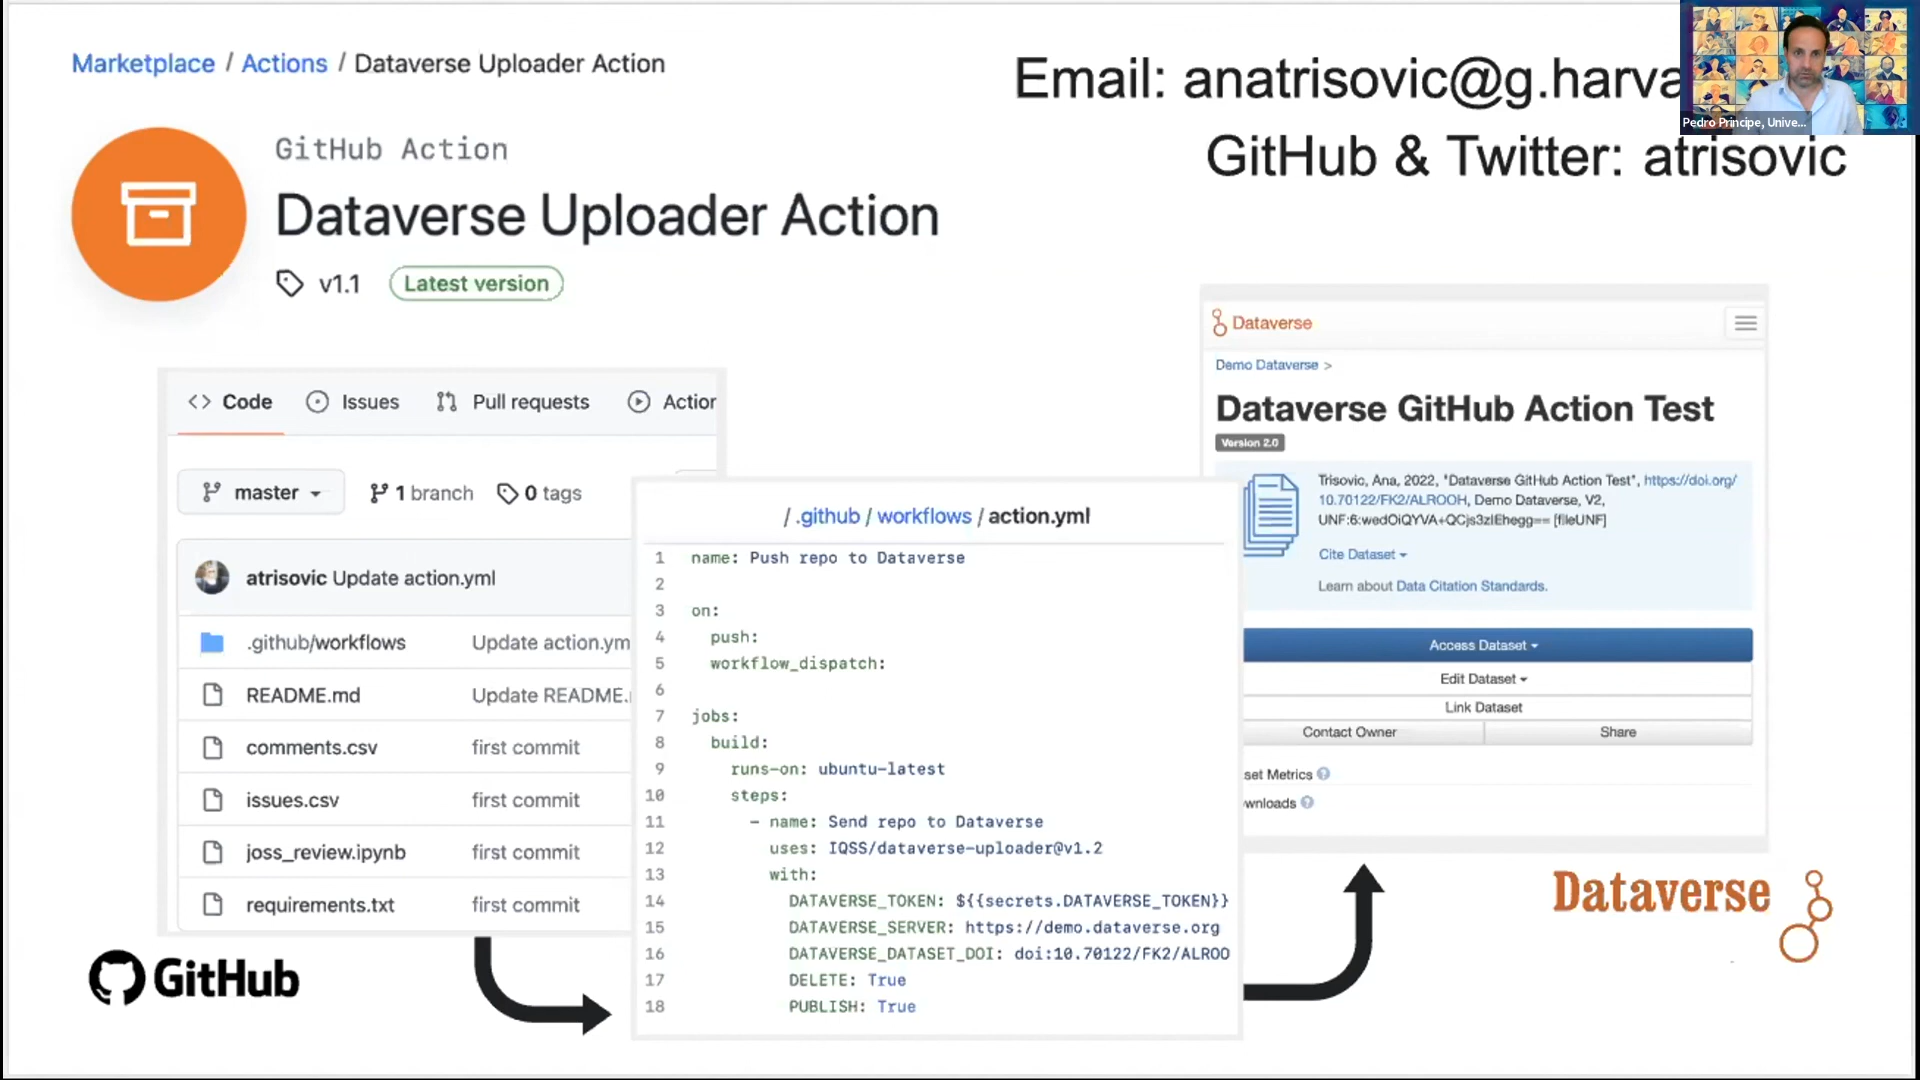 Marketplace / Actions / Dataverse Uploader Action
Email: anatrisovic@g.harva
GitHub & Twitter: atrisovic
Pedro Príncipe, Unive...
GitHub Action
Dataverse Uploader Action
v1.1 Latest version
<> Code Issues Pull requests Action
master 1 branch 0 tags
atrisovic Update action.yml
.github/workflows Update action.ym
README.md Update README.
comments.csv first commit
issues.csv first commit
joss_review.ipynb first commit
requirements.txt first commit
GitHub
/ .github / workflows / action.yml
1 name: Push repo to Dataverse
2
3 on:
4 push:
5 workflow_dispatch:
6
7 jobs:
8 build:
9 runs-on: ubuntu-latest
10 steps:
11 - name: Send repo to Dataverse
12 uses: IQSS/dataverse-uploader@v1.2
13 with:
14 DATAVERSE_TOKEN: ${{secrets.DATAVERSE_TOKEN}}
15 DATAVERSE_SERVER: https://demo.dataverse.org
16 DATAVERSE_DATASET_DOI: doi:10.70122/FK2/ALROO
17 DELETE: True
18 PUBLISH: True
Dataverse
Demo Dataverse >
Dataverse GitHub Action Test
Version 2.0
Trisovic, Ana, 2022, "Dataverse GitHub Action Test", https://doi.org/
10.70122/FK2/ALROOH, Demo Dataverse, V2,
UNF:6:wedOiQYVA+QCjs3zlEhegg== [fileUNF]
Cite Dataset
Learn about Data Citation Standards.
Access Dataset
Edit Dataset
Link Dataset
Contact Owner Share
set Metrics
wnloads
Dataverse